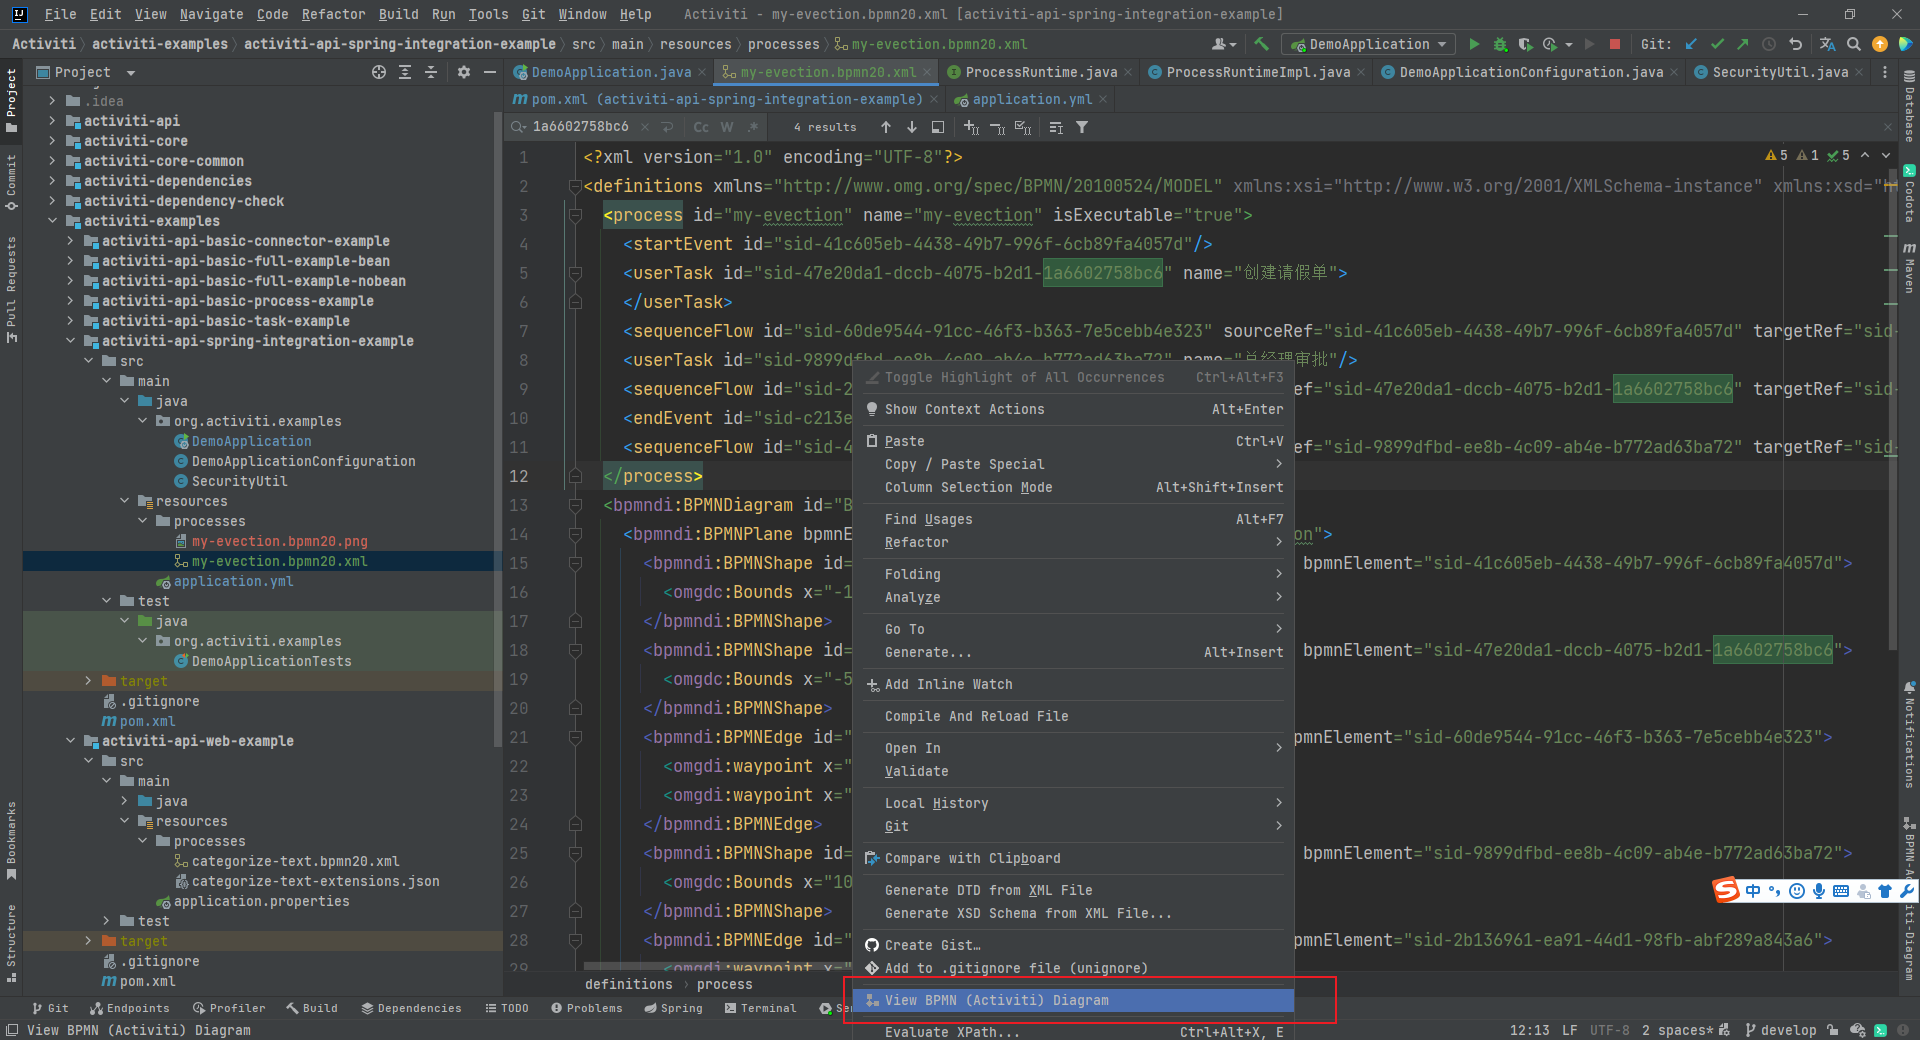 File Edit View Navigate Code Refactor Build Run Tools Git Window Help Activiti - my-evection.bpmn20.xml [activiti-api-spring-integration-example]
Activiti activiti-examples activiti-api-spring-integration-example src main resources processes my-evection.bpmn20.xml DemoApplication Git:
Project DemoApplication.java my-evection.bpmn20.xml ProcessRuntime.java ProcessRuntimeImpl.java DemoApplicationConfiguration.java SecurityUtil.java
pom.xml (activiti-api-spring-integration-example) application.yml
1a6602758bc6 Cc W .* 4 results
Project
Commit
Pull Requests
Bookmarks
Structure
.idea
activiti-api
activiti-core
activiti-core-common
activiti-dependencies
activiti-dependency-check
activiti-examples
activiti-api-basic-connector-example
activiti-api-basic-full-example-bean
activiti-api-basic-full-example-nobean
activiti-api-basic-process-example
activiti-api-basic-task-example
activiti-api-spring-integration-example
src
main
java
org.activiti.examples
DemoApplication
DemoApplicationConfiguration
SecurityUtil
resources
processes
my-evection.bpmn20.png
my-evection.bpmn20.xml
application.yml
test
java
org.activiti.examples
DemoApplicationTests
target
.gitignore
pom.xml
activiti-api-web-example
src
main
java
resources
processes
categorize-text.bpmn20.xml
categorize-text-extensions.json
application.properties
test
target
.gitignore
pom.xml
5 1 5
1 <?xml version="1.0" encoding="UTF-8"?>
2 <definitions xmlns="http://www.omg.org/spec/BPMN/20100524/MODEL" xmlns:xsi="http://www.w3.org/2001/XMLSchema-instance" xmlns:xsd="ht
3 <process id="my-evection" name="my-evection" isExecutable="true">
4 <startEvent id="sid-41c605eb-4438-49b7-996f-6cb89fa4057d"/>
5 <userTask id="sid-47e20da1-dccb-4075-b2d1-1a6602758bc6" name="创建请假单">
6 </userTask>
7 <sequenceFlow id="sid-60de9544-91cc-46f3-b363-7e5cebb4e323" sourceRef="sid-41c605eb-4438-49b7-996f-6cb89fa4057d" targetRef="sid-
8 <userTask id="sid-9899dfbd-ee8b-4c09-ab4e-b772ad63ba72" name="总经理审批"/>
9 <sequenceFlow id="sid-2 ef="sid-47e20da1-dccb-4075-b2d1-1a6602758bc6" targetRef="sid-
10 <endEvent id="sid-c213e
11 <sequenceFlow id="sid-4 ef="sid-9899dfbd-ee8b-4c09-ab4e-b772ad63ba72" targetRef="sid-
12 </process>
13 <bpmndi:BPMNDiagram id="B
14 <bpmndi:BPMNPlane bpmnE on">
15 <bpmndi:BPMNShape id= bpmnElement="sid-41c605eb-4438-49b7-996f-6cb89fa4057d">
16 <omgdc:Bounds x="-1
17 </bpmndi:BPMNShape>
18 <bpmndi:BPMNShape id= bpmnElement="sid-47e20da1-dccb-4075-b2d1-1a6602758bc6">
19 <omgdc:Bounds x="-5
20 </bpmndi:BPMNShape>
21 <bpmndi:BPMNEdge id=" pmnElement="sid-60de9544-91cc-46f3-b363-7e5cebb4e323">
22 <omgdi:waypoint x="
23 <omgdi:waypoint x="
24 </bpmndi:BPMNEdge>
25 <bpmndi:BPMNShape id= bpmnElement="sid-9899dfbd-ee8b-4c09-ab4e-b772ad63ba72">
26 <omgdc:Bounds x="10
27 </bpmndi:BPMNShape>
28 <bpmndi:BPMNEdge id=" pmnElement="sid-2b136961-ea91-44d1-98fb-abf289a843a6">
29 <omgdi:waypoint x="
Toggle Highlight of All Occurrences Ctrl+Alt+F3
Show Context Actions Alt+Enter
Paste Ctrl+V
Copy / Paste Special
Column Selection Mode Alt+Shift+Insert
Find Usages Alt+F7
Refactor
Folding
Analyze
Go To
Generate... Alt+Insert
Add Inline Watch
Compile And Reload File
Open In
Validate
Local History
Git
Compare with Clipboard
Generate DTD from XML File
Generate XSD Schema from XML File...
Create Gist…
Add to .gitignore file (unignore)
View BPMN (Activiti) Diagram
Evaluate XPath... Ctrl+Alt+X, E
Database
Codota
Maven
Notifications
中
definitions process
Git Endpoints Profiler Build Dependencies TODO Problems Spring Terminal Se
View BPMN (Activiti) Diagram 12:13 LF UTF-8 2 spaces* develop